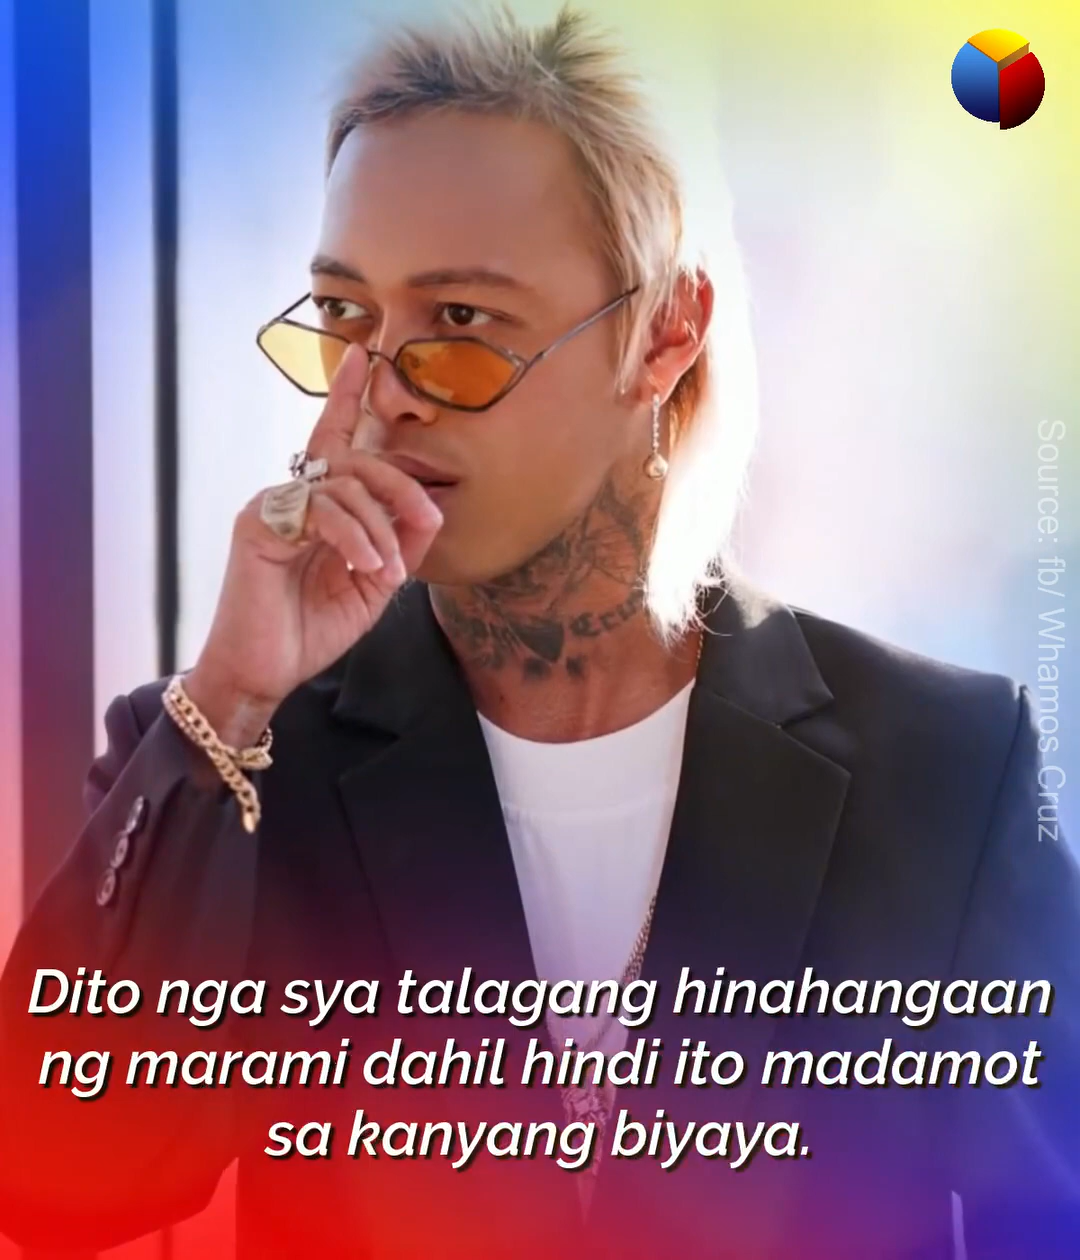 Source: fb/ Whamos Cruz
Dito nga sya talagang hinahangaan
ng marami dahil hindi ito madamot
sa kanyang biyaya.